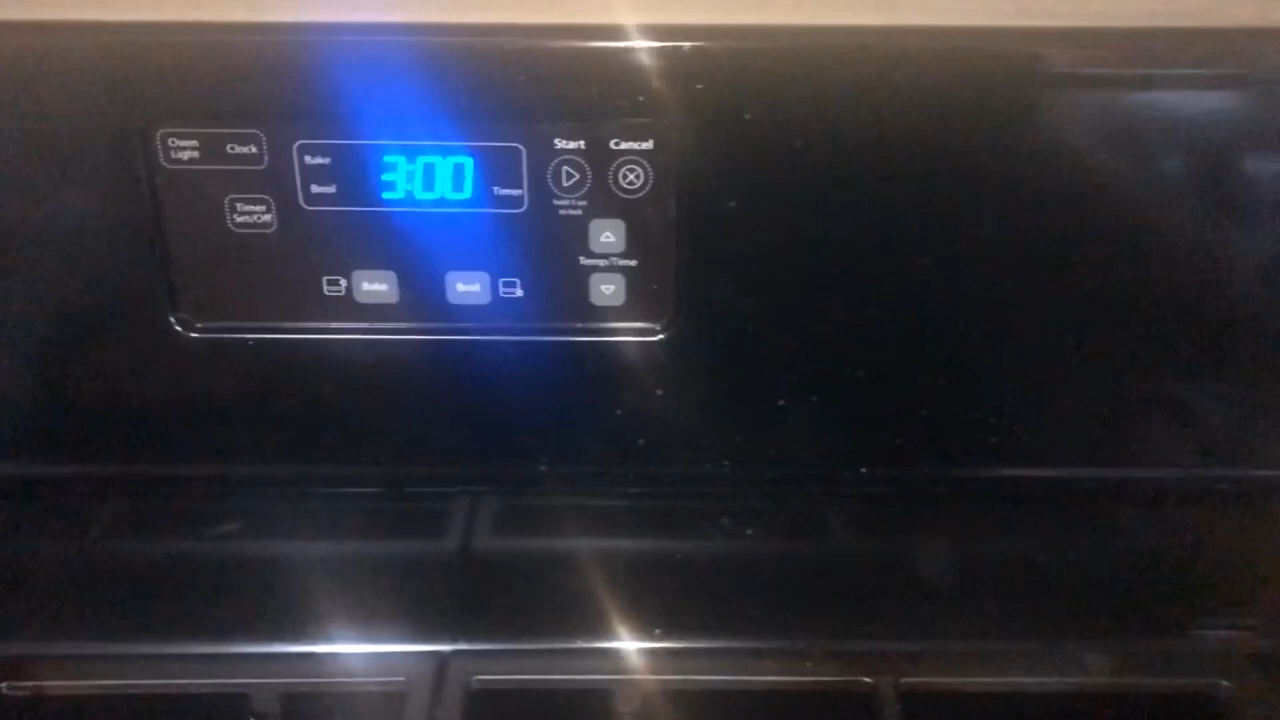 Oven Light
Clock
Timer Set/Off
Bake
Broil
3:00
Timer
Start
Cancel
hold 3 sec
to lock
Temp/Time
Bake
Broil